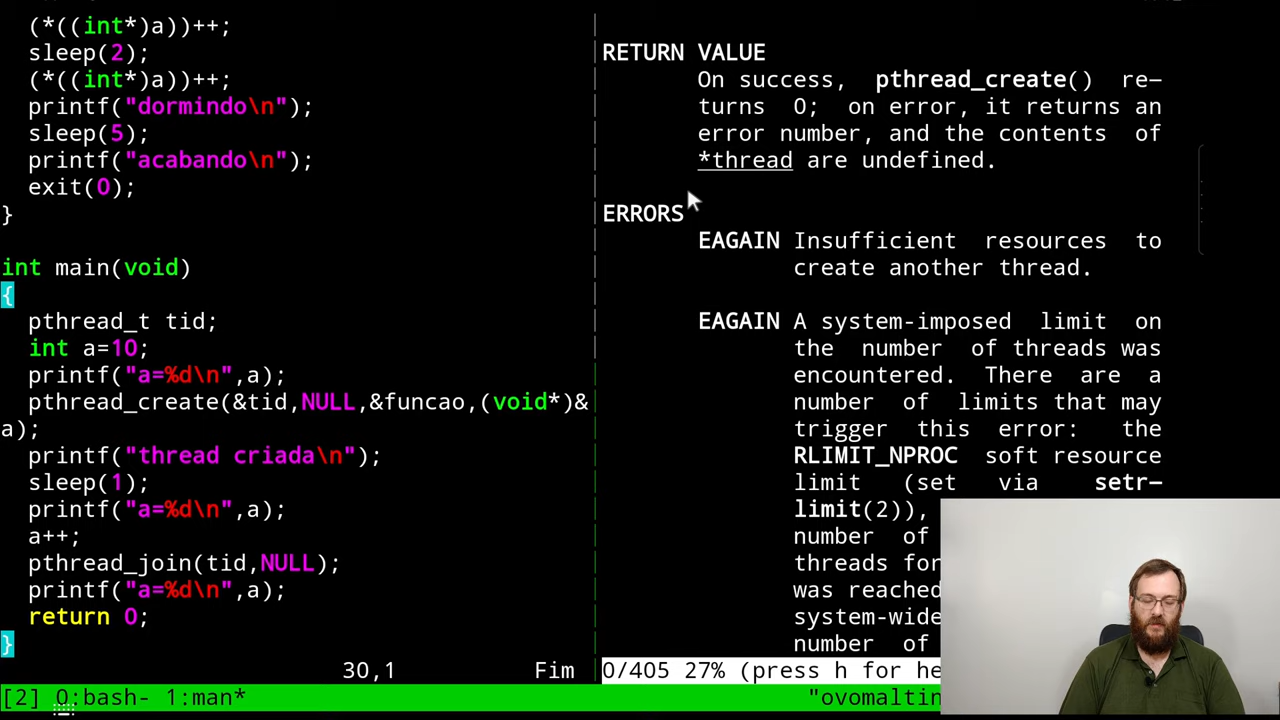 (*((int*)a))++;
sleep(2);
(*((int*)a))++;
printf("dormindo\n");
sleep(5);
printf("acabando\n");
exit(0);
}
int main(void)
{
pthread_t tid;
int a=10;
printf("a=%d\n",a);
pthread_create(&tid,NULL,&funcao,(void*)&
a);
printf("thread criada\n");
sleep(1);
printf("a=%d\n",a);
a++;
pthread_join(tid,NULL);
printf("a=%d\n",a);
return 0;
}
30,1 Fim
RETURN VALUE
On success, pthread_create() re–
turns 0; on error, it returns an
error number, and the contents of
*thread are undefined.
ERRORS
EAGAIN Insufficient resources to
create another thread.
EAGAIN A system-imposed limit on
the number of threads was
encountered. There are a
number of limits that may
trigger this error: the
RLIMIT_NPROC soft resource
limit (set via setr–
limit(2)),
number of
threads for
was reached
system-wide
number of
0/405 27% (press h for he
[2] 0:bash- 1:man* "ovomaltin